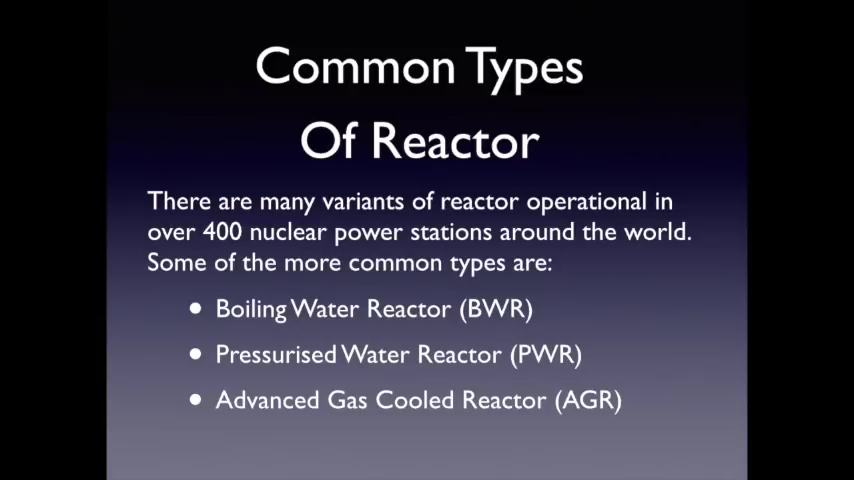 Common Types
Of Reactor
There are many variants of reactor operational in
over 400 nuclear power stations around the world.
Some of the more common types are:
• Boiling Water Reactor (BWR)
• Pressurised Water Reactor (PWR)
• Advanced Gas Cooled Reactor (AGR)